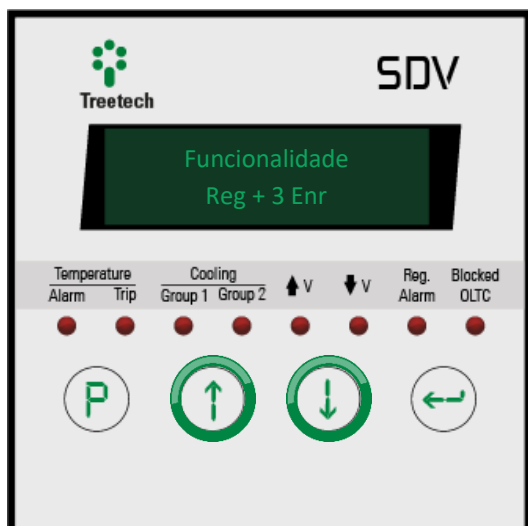 Treetech
SDV
Funcionalidade
Reg + 3 Enr
Temperature
Alarm Trip
Cooling
Group 1 Group 2
V
V
Reg.
Alarm
Blocked
OLTC
P